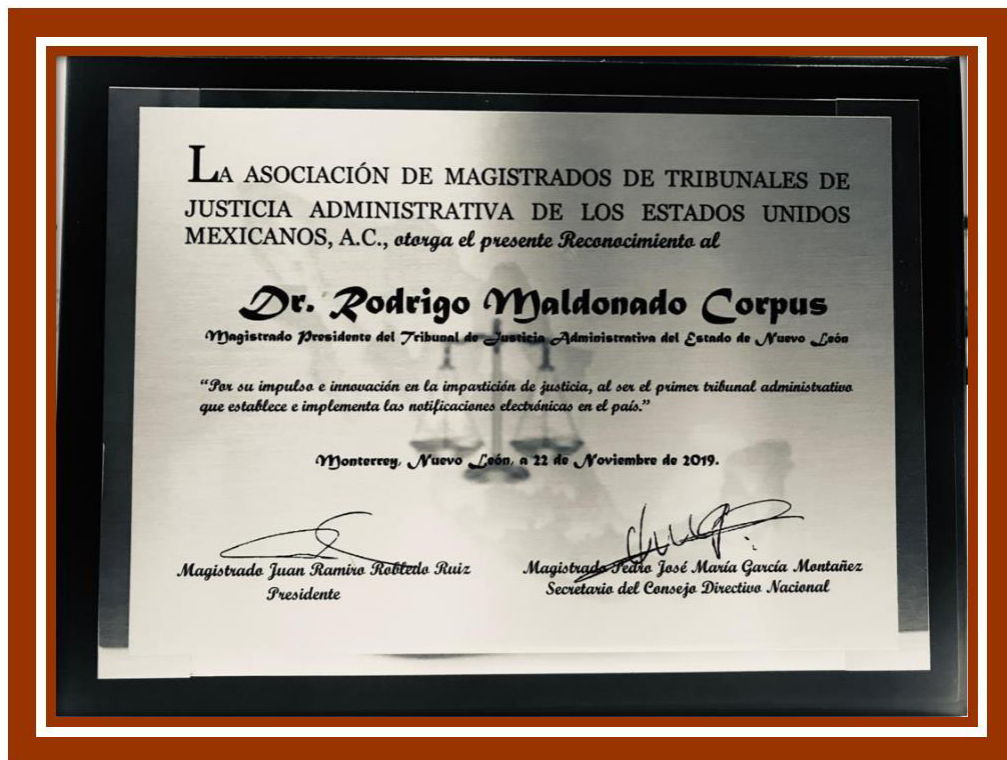 LA ASOCIACIÓN DE MAGISTRADOS DE TRIBUNALES DE
JUSTICIA ADMINISTRATIVA DE LOS ESTADOS UNIDOS
MEXICANOS, A.C., otorga el presente Reconocimiento al
Dr. Rodrigo Maldonado Corpus
Magistrado Presidente del Tribunal de Justicia Administrativa del Estado de Nuevo León
“Por su impulso e innovación en la impartición de justicia, al ser el primer tribunal administrativo
que establece e implementa las notificaciones electrónicas en el país.”
Monterrey, Nuevo León, a 22 de Noviembre de 2019.
Magistrado Juan Ramiro Robledo Ruiz
Presidente
Magistrado Pedro José María García Montañez
Secretario del Consejo Directivo Nacional